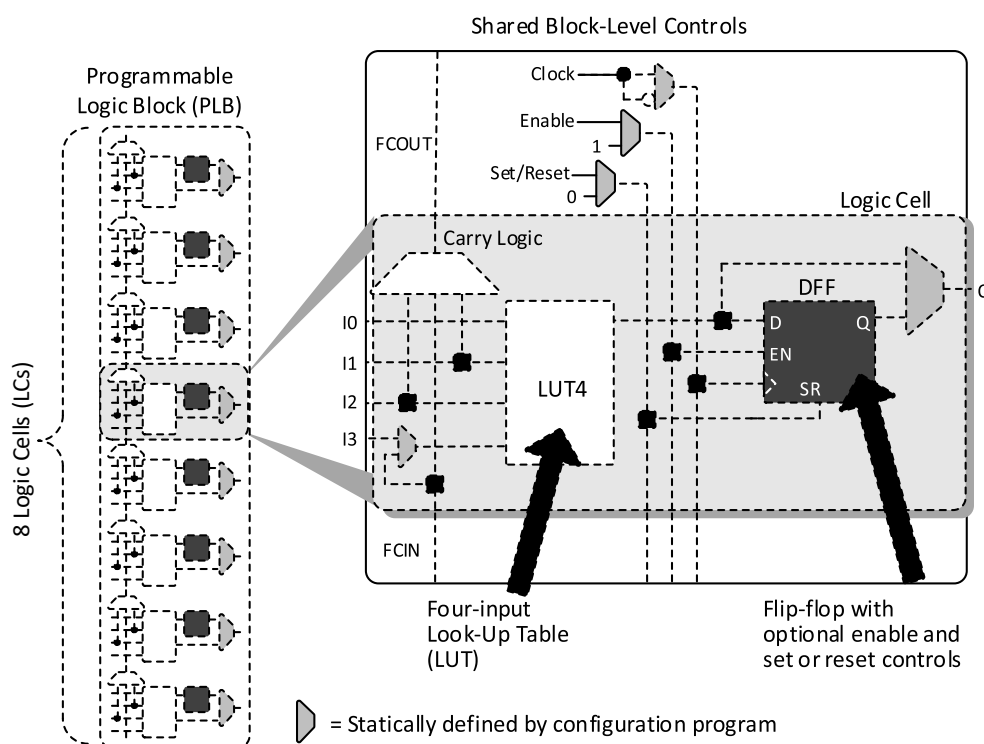 Shared Block-Level Controls
Programmable
Logic Block (PLB)
8 Logic Cells (LCs)
Clock
Enable
1
Set/Reset
0
FCOUT
Logic Cell
Carry Logic
I0
I1
I2
I3
LUT4
DFF
D
Q
EN
SR
FCIN
Four-input
Look-Up Table
(LUT)
Flip-flop with
optional enable and
set or reset controls
= Statically defined by configuration program